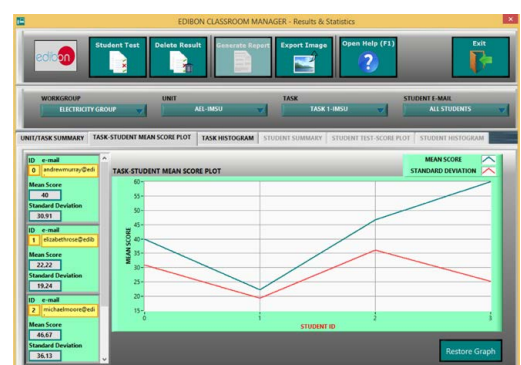 EDIBON CLASSROOM MANAGER - Results & Statistics
edibon
Student Test
Delete Result
Generate Report
Export Image
Open Help (F1)
?
Exit
WORKGROUP
UNIT
TASK
STUDENT E-MAIL
ELECTRICITY GROUP
AEL-IMSU
TASK 1-IMSU
ALL STUDENTS
UNIT/TASK SUMMARY
TASK-STUDENT MEAN SCORE PLOT
TASK HISTOGRAM
STUDENT SUMMARY
STUDENT TEST-SCORE PLOT
STUDENT HISTOGRAM
ID e-mail
0 andrewmurray@edi
Mean Score
40
Standard Deviation
30,91
ID e-mail
1 elizabethrose@edib
Mean Score
22,22
Standard Deviation
19,24
ID e-mail
2 michaelmoore@edi
Mean Score
46,67
Standard Deviation
36,13
TASK-STUDENT MEAN SCORE PLOT
MEAN SCORE
STANDARD DEVIATION
MEAN SCORE
60
55
50
45
40
35
30
25
20
15
0
1
2
3
STUDENT ID
Restore Graph